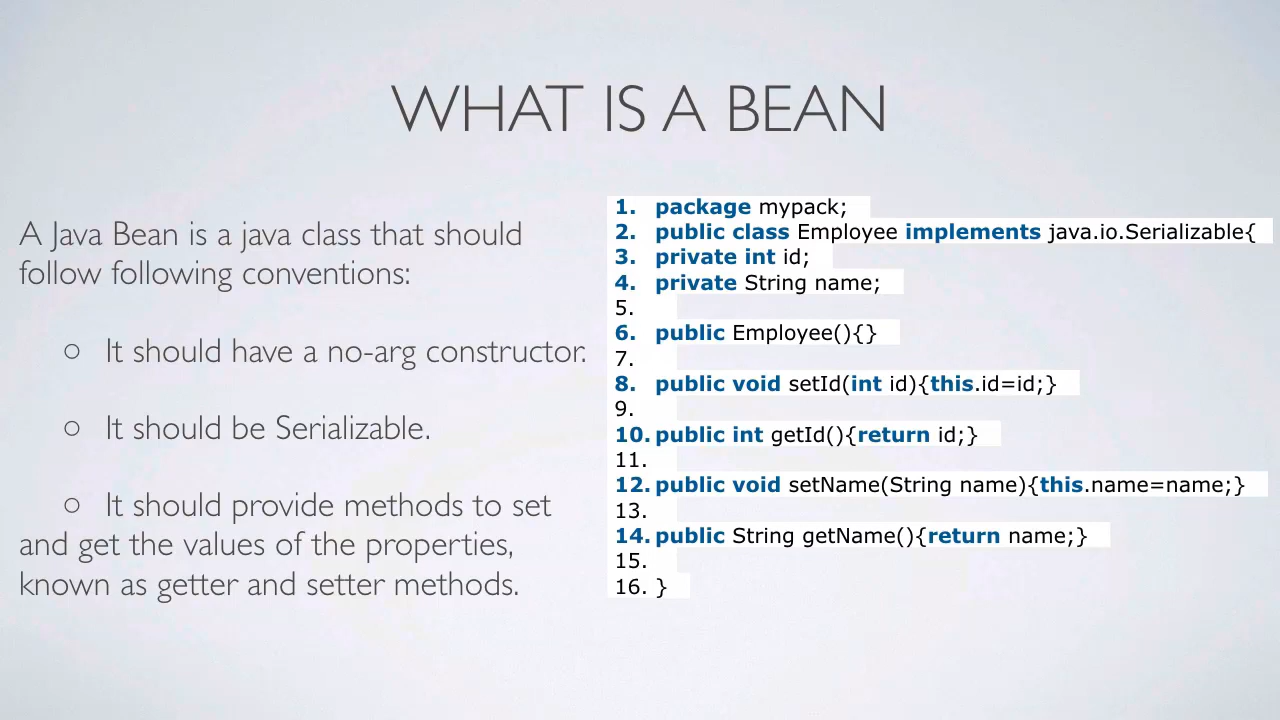 WHAT IS A BEAN
A Java Bean is a java class that should
follow following conventions:
○ It should have a no-arg constructor.
○ It should be Serializable.
○ It should provide methods to set
and get the values of the properties,
known as getter and setter methods.
1. package mypack;
2. public class Employee implements java.io.Serializable{
3. private int id;
4. private String name;
5.
6. public Employee(){}
7.
8. public void setId(int id){this.id=id;}
9.
10. public int getId(){return id;}
11.
12. public void setName(String name){this.name=name;}
13.
14. public String getName(){return name;}
15.
16. }